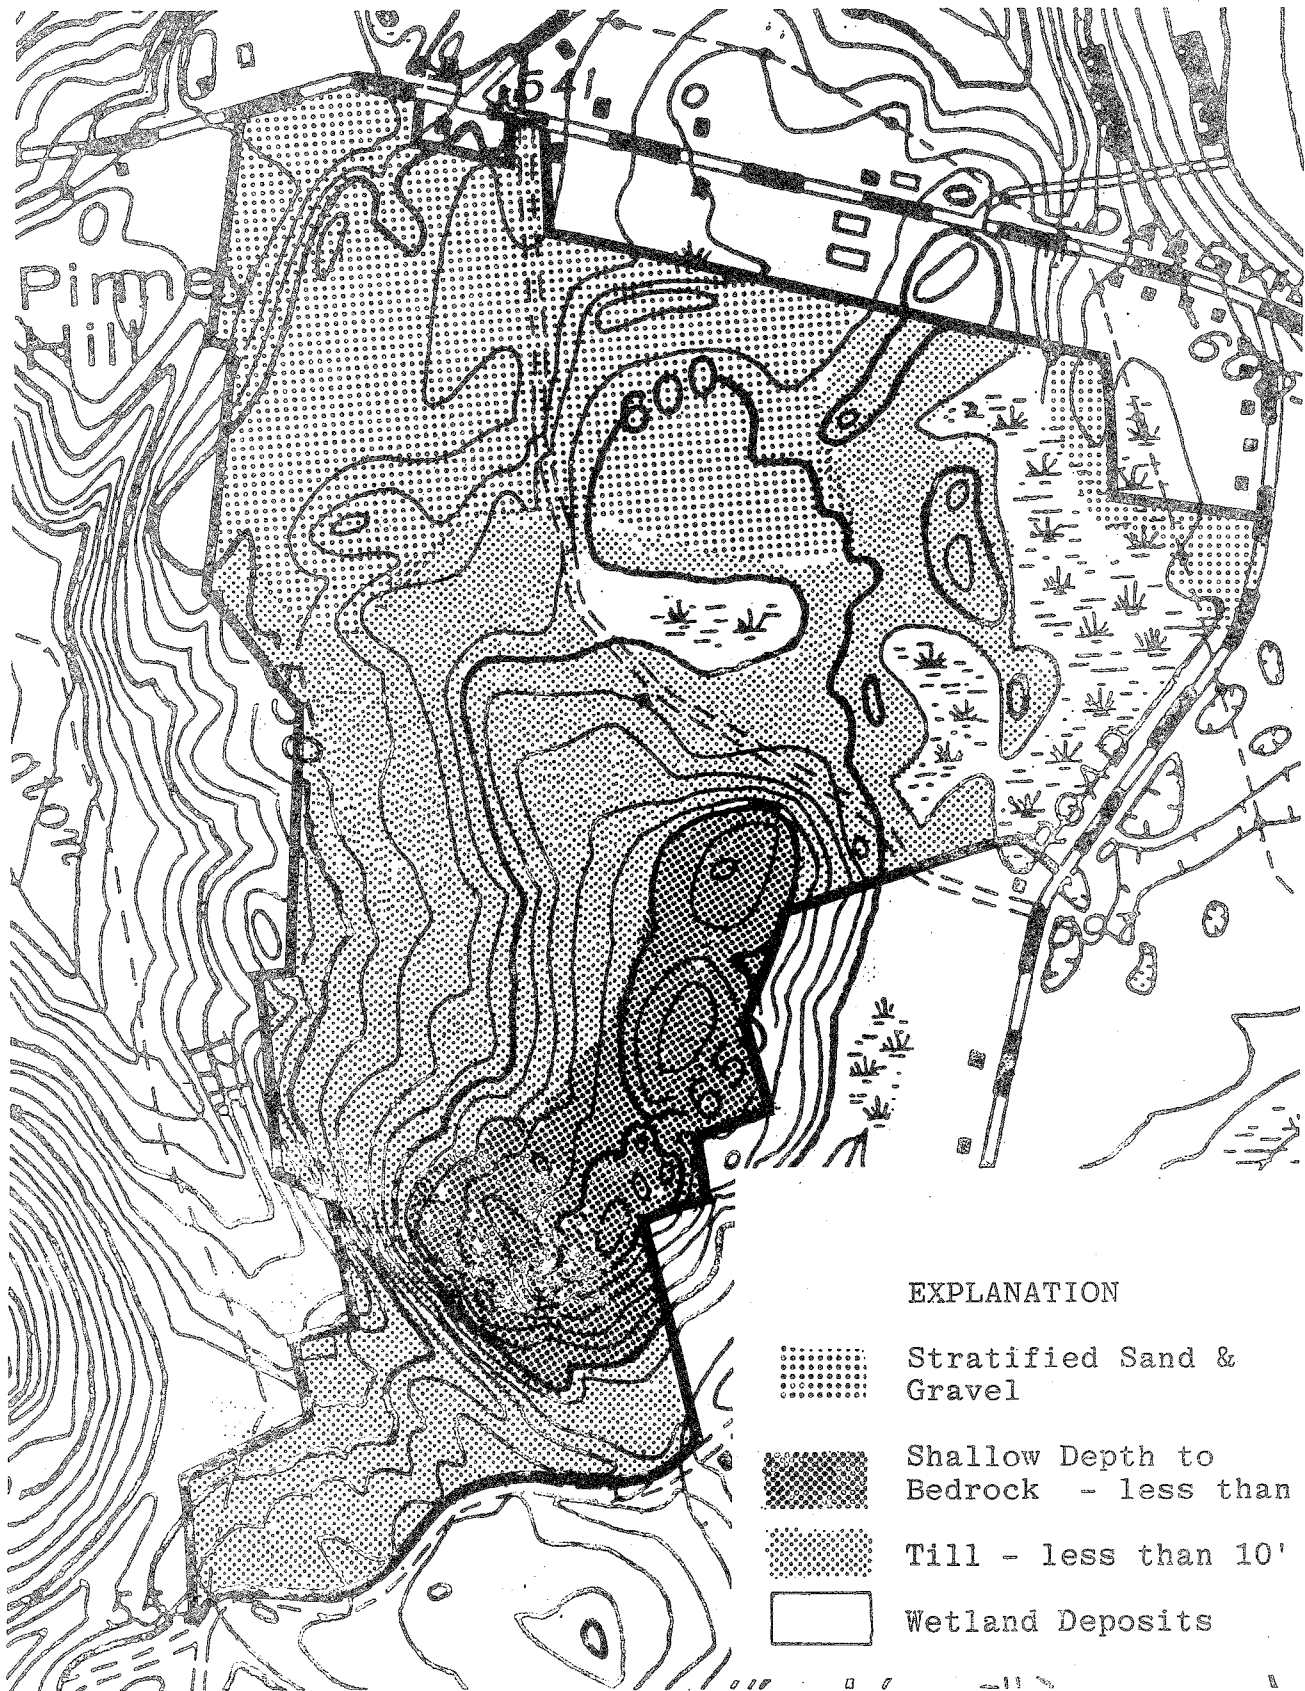 541
Pinney
Hill
600
EXPLANATION
Stratified Sand &
Gravel
Shallow Depth to
Bedrock - less than
Till - less than 10'
Wetland Deposits